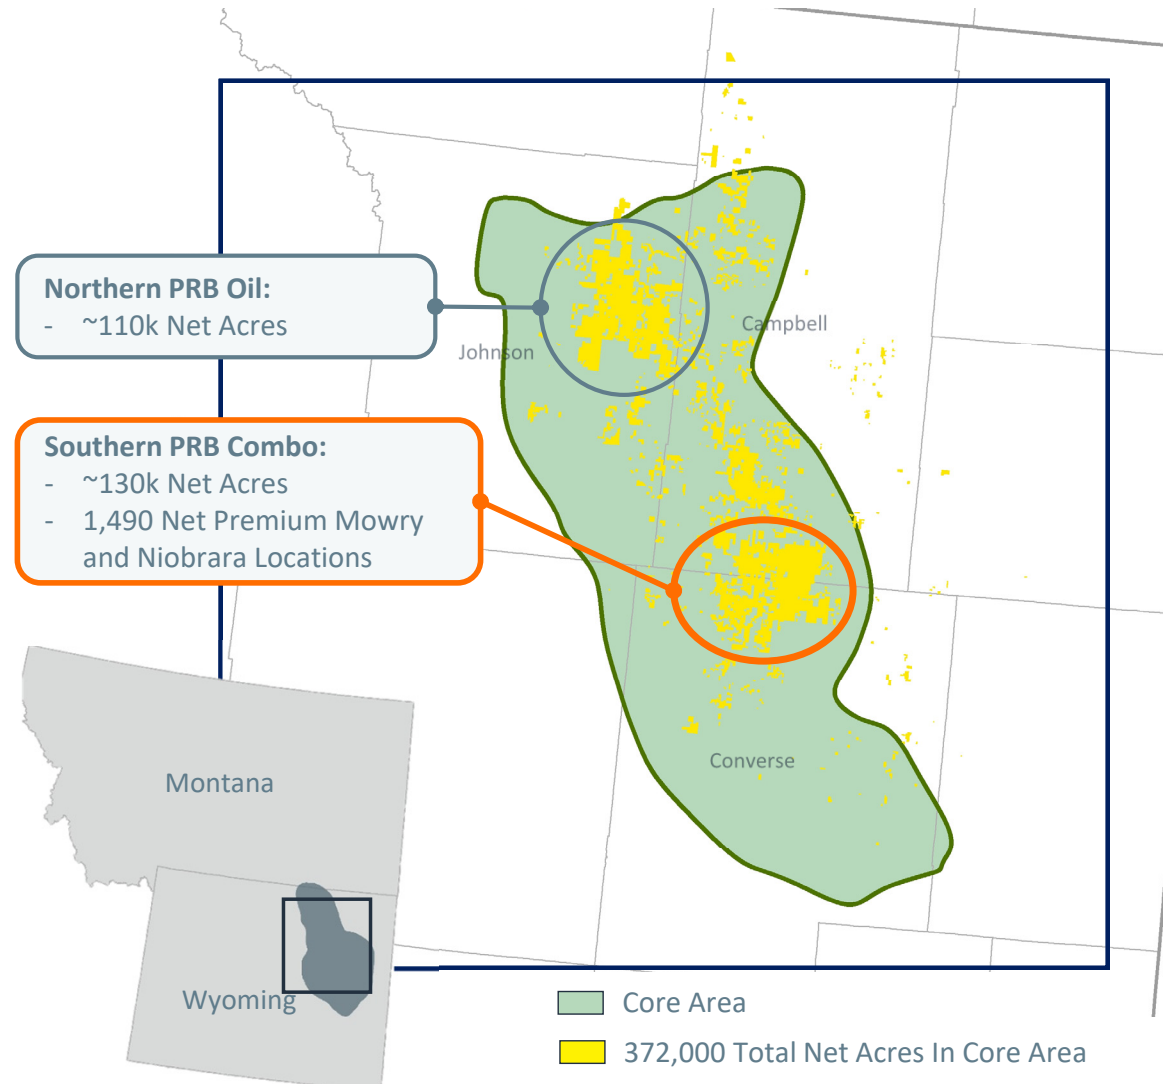 Northern PRB Oil:
- ~110k Net Acres
Campbell
Johnson
Southern PRB Combo:
- ~130k Net Acres
- 1,490 Net Premium Mowry
and Niobrara Locations
Converse
Montana
Wyoming
Core Area
372,000 Total Net Acres In Core Area